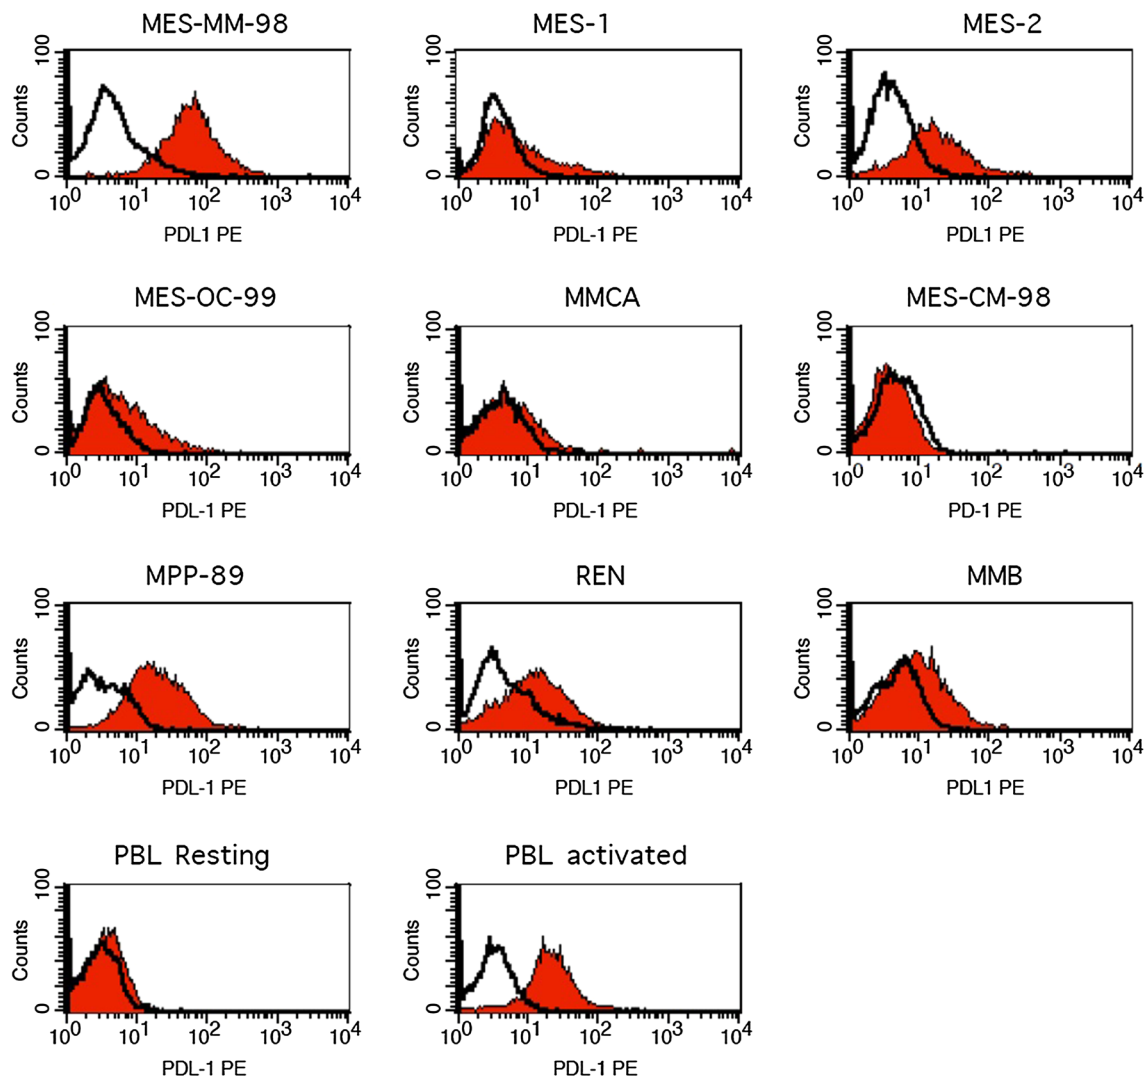 MES-MM-98 MES-1 MES-2
100 100 100
Counts Counts Counts
0 0 0
10^0 10^1 10^2 10^3 10^4 10^0 10^1 10^2 10^3 10^4 10^0 10^1 10^2 10^3 10^4
PDL1 PE PDL-1 PE PDL1 PE
MES-OC-99 MMCA MES-CM-98
100 100 100
Counts Counts Counts
0 0 0
10^0 10^1 10^2 10^3 10^4 10^0 10^1 10^2 10^3 10^4 10^0 10^1 10^2 10^3 10^4
PDL-1 PE PDL-1 PE PD-1 PE
MPP-89 REN MMB
100 100 100
Counts Counts Counts
0 0 0
10^0 10^1 10^2 10^3 10^4 10^0 10^1 10^2 10^3 10^4 10^0 10^1 10^2 10^3 10^4
PDL-1 PE PDL1 PE PDL1 PE
PBL Resting PBL activated
100 100
Counts Counts
0 0
10^0 10^1 10^2 10^3 10^4 10^0 10^1 10^2 10^3 10^4
PDL-1 PE PDL-1 PE